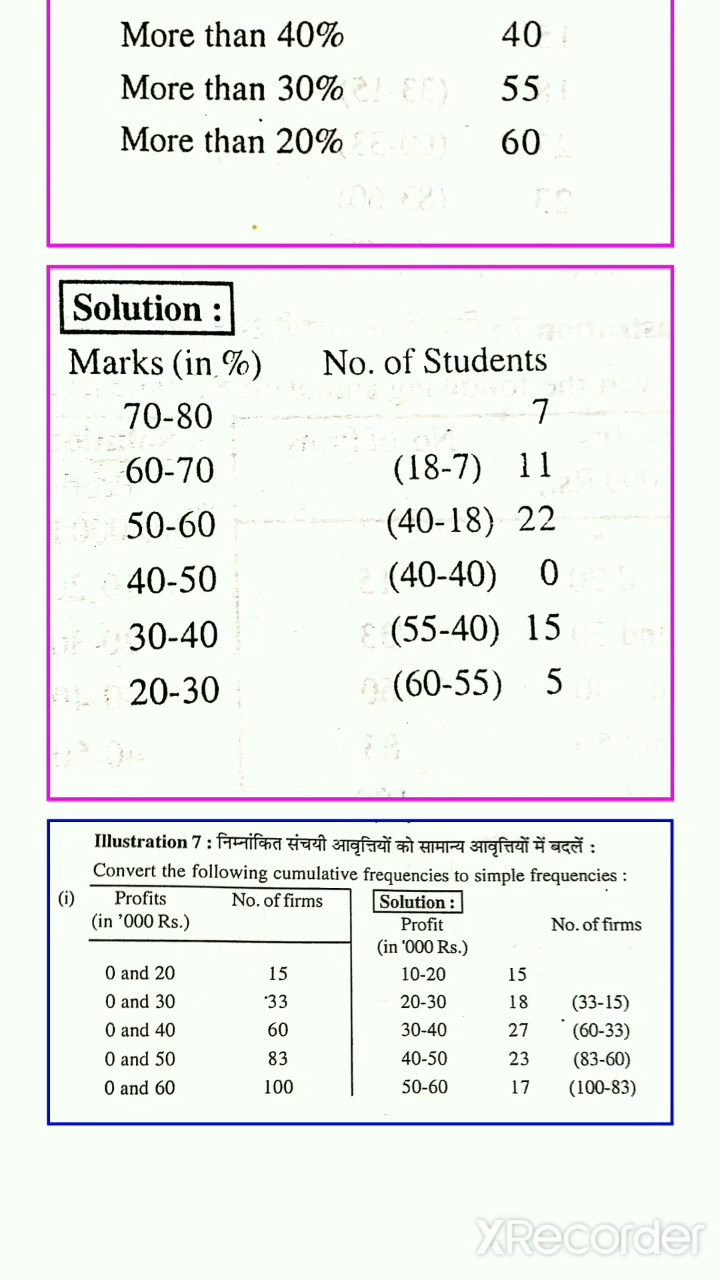 More than 40% 40
More than 30% 55
More than 20% 60
Solution :
Marks (in %) No. of Students
70-80 7
60-70 (18-7) 11
50-60 (40-18) 22
40-50 (40-40) 0
30-40 (55-40) 15
20-30 (60-55) 5
Illustration 7 : निम्नांकित संचयी आवृत्तियों को सामान्य आवृत्तियों में बदलें :
Convert the following cumulative frequencies to simple frequencies :
(i) Profits No. of firms Solution :
(in ’000 Rs.) Profit No. of firms
(in '000 Rs.)
0 and 20 15 10-20 15
0 and 30 33 20-30 18 (33-15)
0 and 40 60 30-40 27 (60-33)
0 and 50 83 40-50 23 (83-60)
0 and 60 100 50-60 17 (100-83)
XRecorder